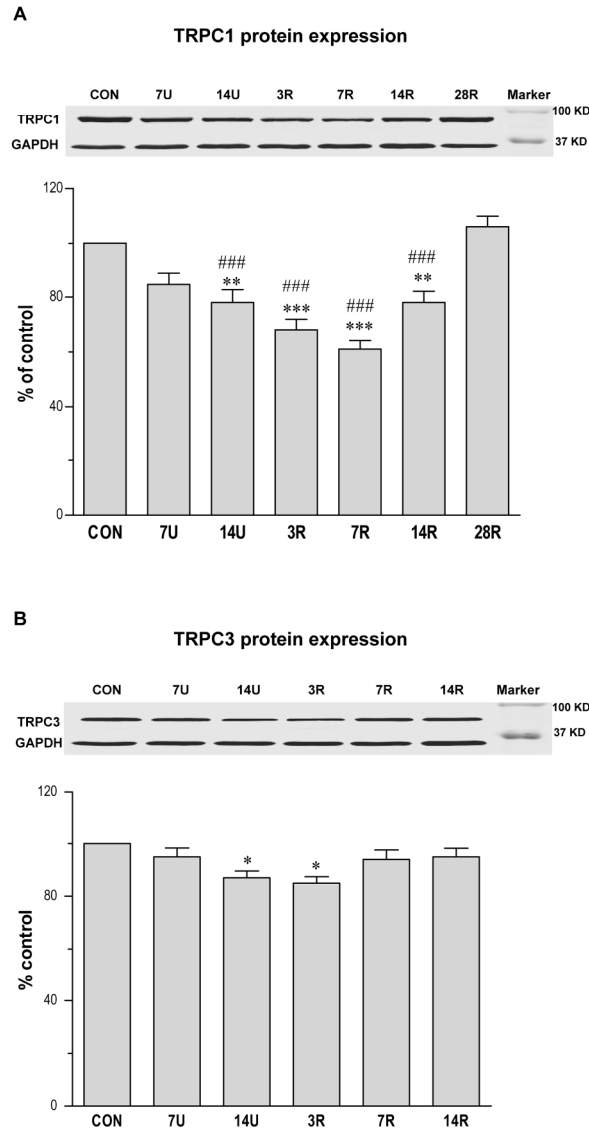 A
TRPC1 protein expression
CON 7U 14U 3R 7R 14R 28R Marker
TRPC1
100 KD
GAPDH
37 KD
120
80
40
0
% of control
###
**
###
***
###
***
###
**
CON 7U 14U 3R 7R 14R 28R
B
TRPC3 protein expression
CON 7U 14U 3R 7R 14R Marker
TRPC3
100 KD
GAPDH
37 KD
120
80
40
0
% control
* *
CON 7U 14U 3R 7R 14R